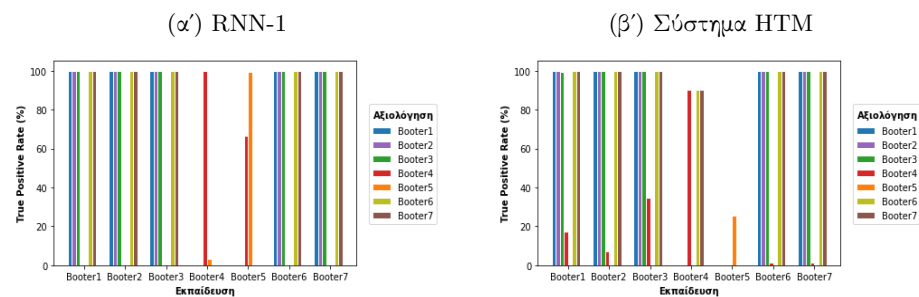 (α΄) RNN-1
(β΄) Σύστημα HTM
True Positive Rate (%)
100
80
60
40
20
0
Booter1 Booter2 Booter3 Booter4 Booter5 Booter6 Booter7
Εκπαίδευση
Αξιολόγηση
Booter1
Booter2
Booter3
Booter4
Booter5
Booter6
Booter7
True Positive Rate (%)
100
80
60
40
20
0
Booter1 Booter2 Booter3 Booter4 Booter5 Booter6 Booter7
Εκπαίδευση
Αξιολόγηση
Booter1
Booter2
Booter3
Booter4
Booter5
Booter6
Booter7